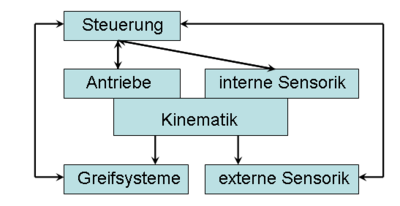 Steuerung
Antriebe
interne Sensorik
Kinematik
Greifsysteme
externe Sensorik